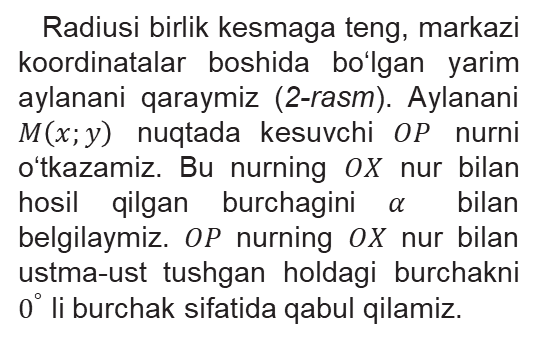 Radiusi birlik kesmaga teng, markazi
koordinatalar boshida bo‘lgan yarim
aylanani qaraymiz (2-rasm). Aylanani
M(x; y) nuqtada kesuvchi OP nurni
o‘tkazamiz. Bu nurning OX nur bilan
hosil qilgan burchagini α bilan
belgilaymiz. OP nurning OX nur bilan
ustma-ust tushgan holdagi burchakni
0° li burchak sifatida qabul qilamiz.